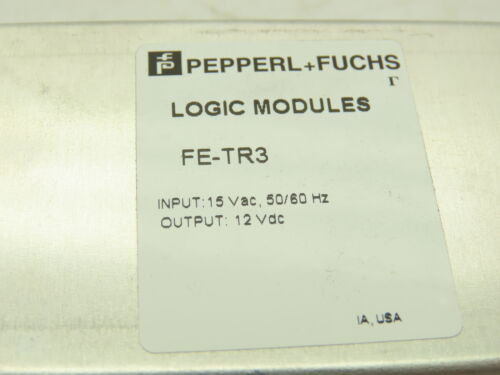 PEPPERL+FUCHS
Γ
LOGIC MODULES
FE-TR3
INPUT:15 Vac, 50/60 Hz
OUTPUT: 12 Vdc
IA, USA